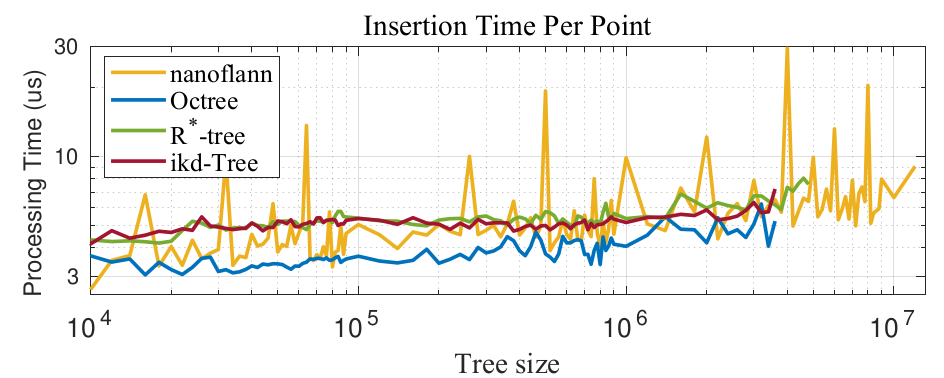 Insertion Time Per Point
Processing Time (us)
30
10
3
nanoflann
Octree
R*-tree
ikd-Tree
10^4 10^5 10^6 10^7
Tree size